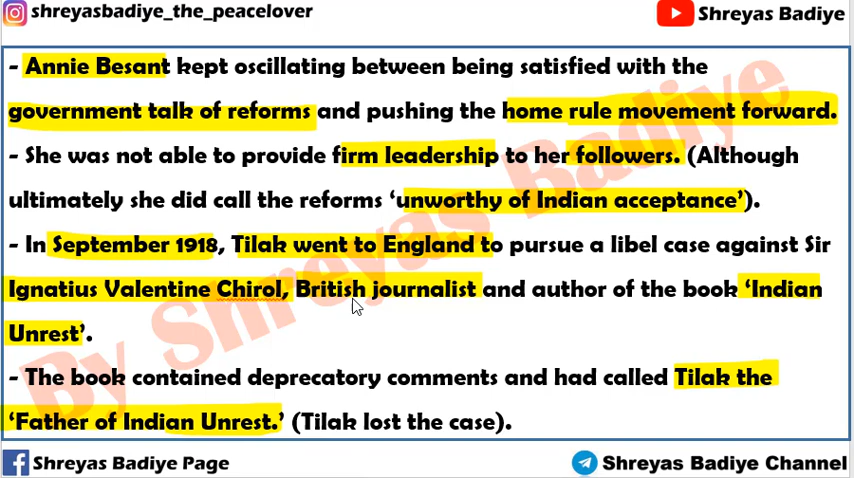 shreyasbadiye_the_peacelover
Shreyas Badiye
- Annie Besant kept oscillating between being satisfied with the
government talk of reforms and pushing the home rule movement forward.
- She was not able to provide firm leadership to her followers. (Although
ultimately she did call the reforms ‘unworthy of Indian acceptance’).
- In September 1918, Tilak went to England to pursue a libel case against Sir
Ignatius Valentine Chirol, British journalist and author of the book ‘Indian
Unrest’.
- The book contained deprecatory comments and had called Tilak the
‘Father of Indian Unrest.’ (Tilak lost the case).
By Shreyas Badiye
Shreyas Badiye Page
Shreyas Badiye Channel